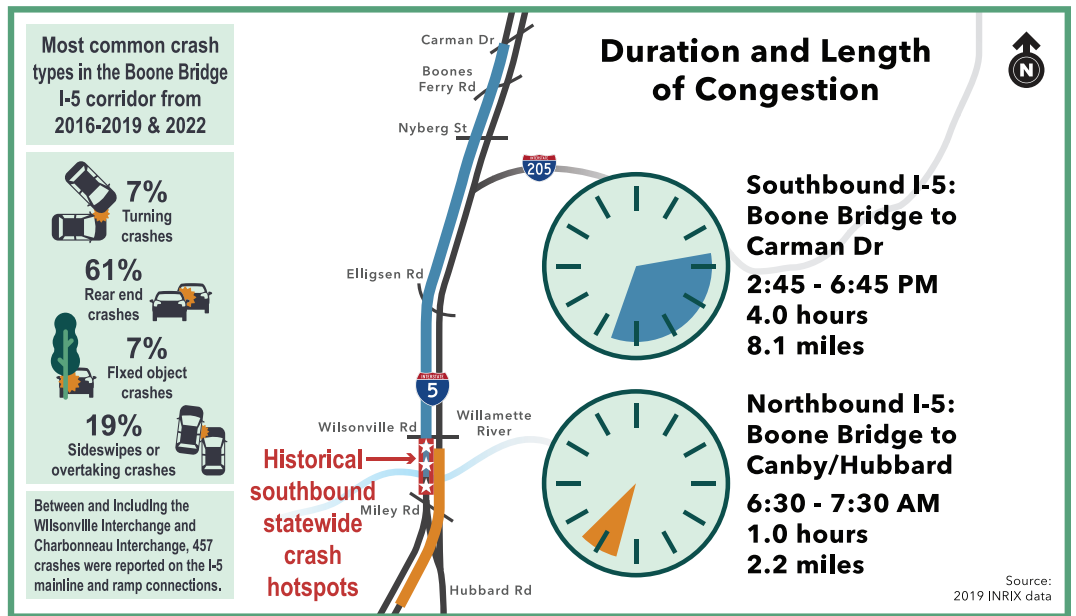 Most common crash
types in the Boone Bridge
I-5 corridor from
2016-2019 & 2022
7%
Turning
crashes
61%
Rear end
crashes
7%
FIxed object
crashes
19%
Sideswipes or
overtaking crashes
Between and Including the
WIlsonvIlle Interchange and
Charbonneau Interchange, 457
crashes were reported on the I-5
mainline and ramp connections.
Carman Dr
Boones
Ferry Rd
Nyberg St
INTERSTATE
205
Elligsen Rd
INTERSTATE
5
Wilsonville Rd
Willamette
River
Historical
southbound
statewide
crash
hotspots
Miley Rd
Hubbard Rd
Duration and Length
of Congestion
N
Southbound I-5:
Boone Bridge to
Carman Dr
2:45 - 6:45 PM
4.0 hours
8.1 miles
Northbound I-5:
Boone Bridge to
Canby/Hubbard
6:30 - 7:30 AM
1.0 hours
2.2 miles
Source:
2019 INRIX data